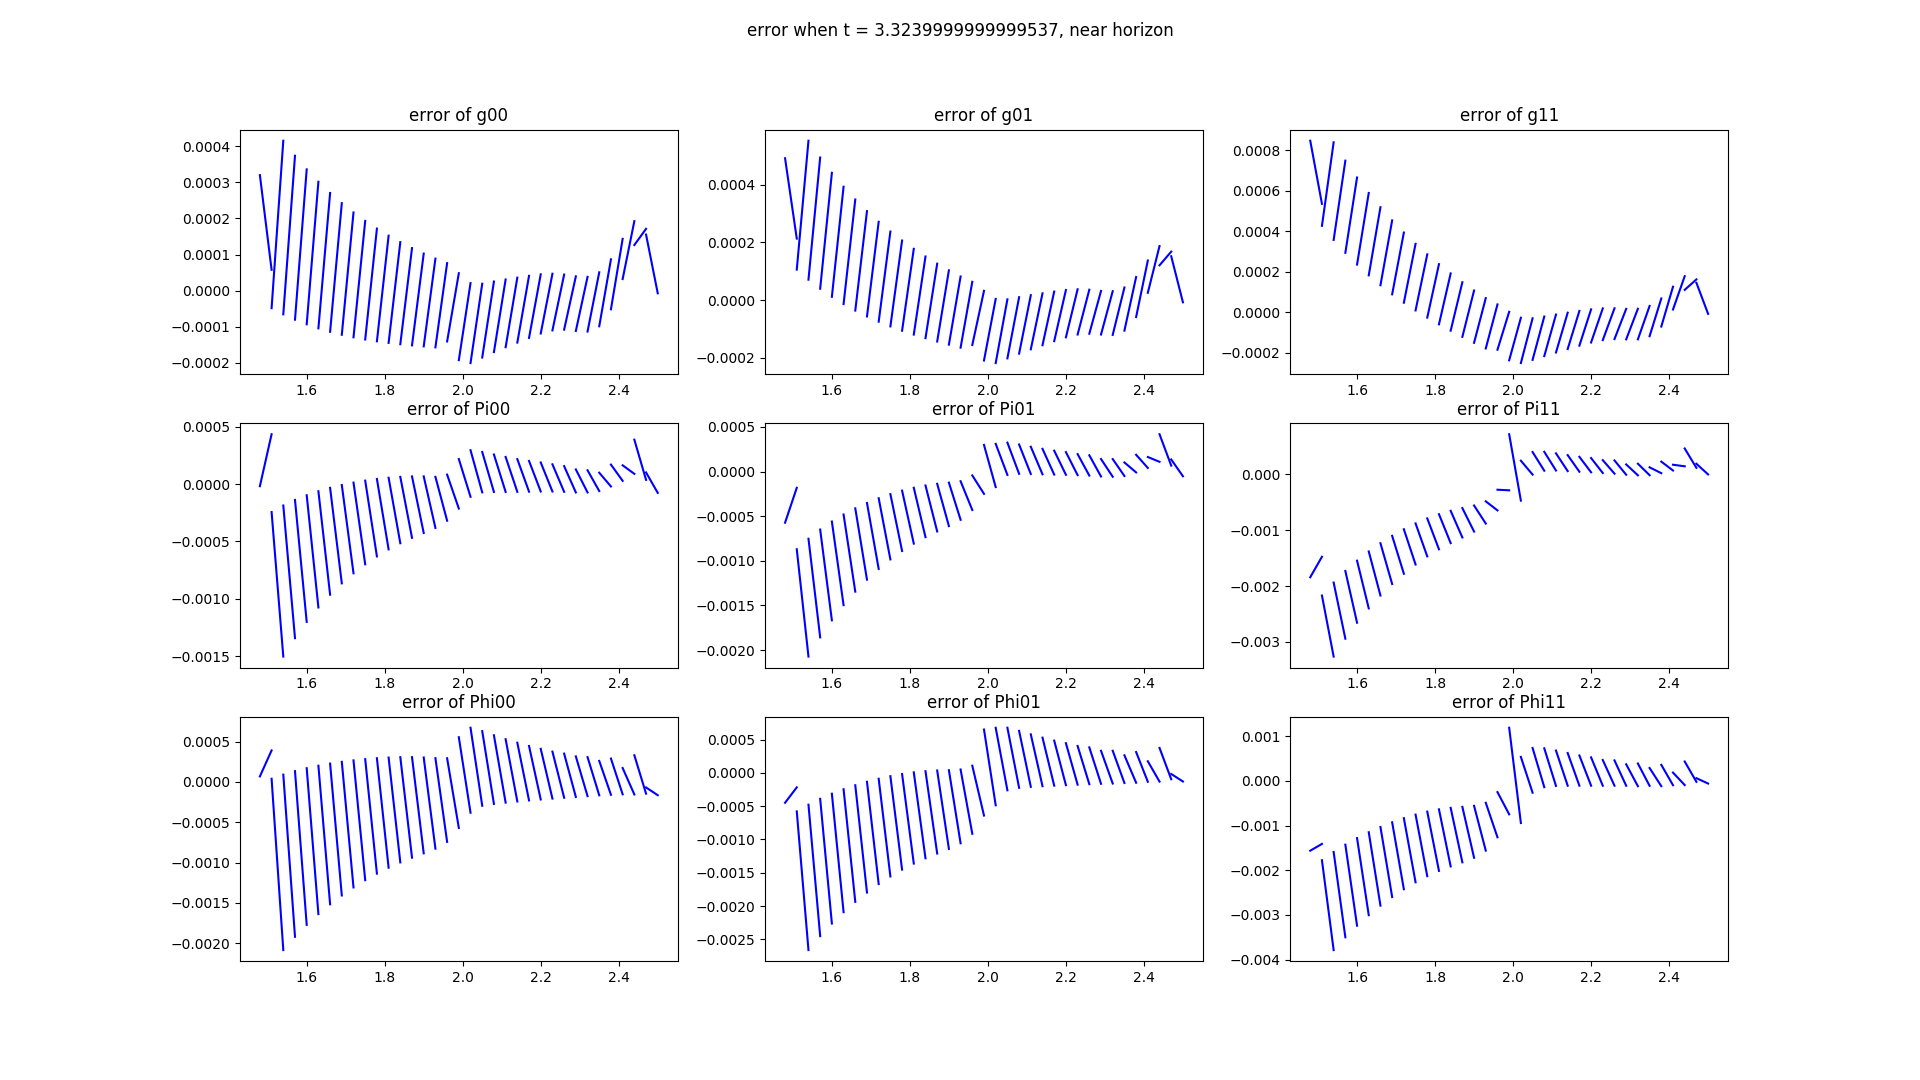 error when t = 3.3239999999999537, near horizon
error of g00
error of g01
error of g11
0.0004
0.0003
0.0002
0.0001
0.0000
−0.0001
−0.0002
0.0004
0.0002
0.0000
−0.0002
0.0008
0.0006
0.0004
0.0002
0.0000
−0.0002
1.6 1.8 2.0 2.2 2.4
1.6 1.8 2.0 2.2 2.4
1.6 1.8 2.0 2.2 2.4
error of Pi00
error of Pi01
error of Pi11
0.0005
0.0000
−0.0005
−0.0010
−0.0015
0.0005
0.0000
−0.0005
−0.0010
−0.0015
−0.0020
0.000
−0.001
−0.002
−0.003
1.6 1.8 2.0 2.2 2.4
1.6 1.8 2.0 2.2 2.4
1.6 1.8 2.0 2.2 2.4
error of Phi00
error of Phi01
error of Phi11
0.0005
0.0000
−0.0005
−0.0010
−0.0015
−0.0020
0.0005
0.0000
−0.0005
−0.0010
−0.0015
−0.0020
−0.0025
0.001
0.000
−0.001
−0.002
−0.003
−0.004
1.6 1.8 2.0 2.2 2.4
1.6 1.8 2.0 2.2 2.4
1.6 1.8 2.0 2.2 2.4